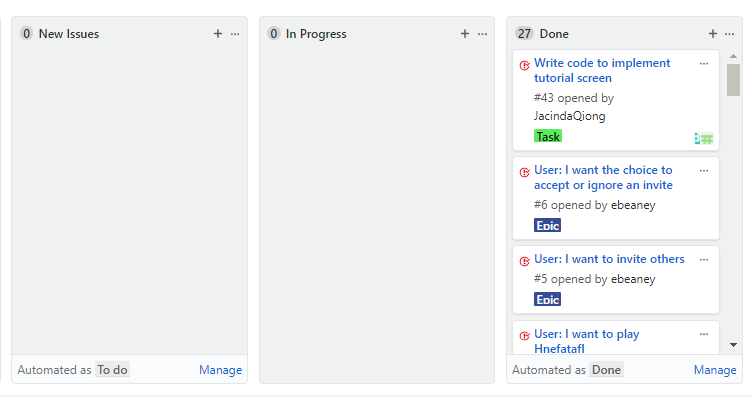 0 New Issues + ...
Automated as To do Manage
0 In Progress + ...
27 Done + ...
Write code to implement ...
tutorial screen
#43 opened by
JacindaQiong
Task
User: I want the choice to ...
accept or ignore an invite
#6 opened by ebeaney
Epic
User: I want to invite others ...
#5 opened by ebeaney
Epic
User: I want to play ...
Hnefatafl
Automated as Done Manage